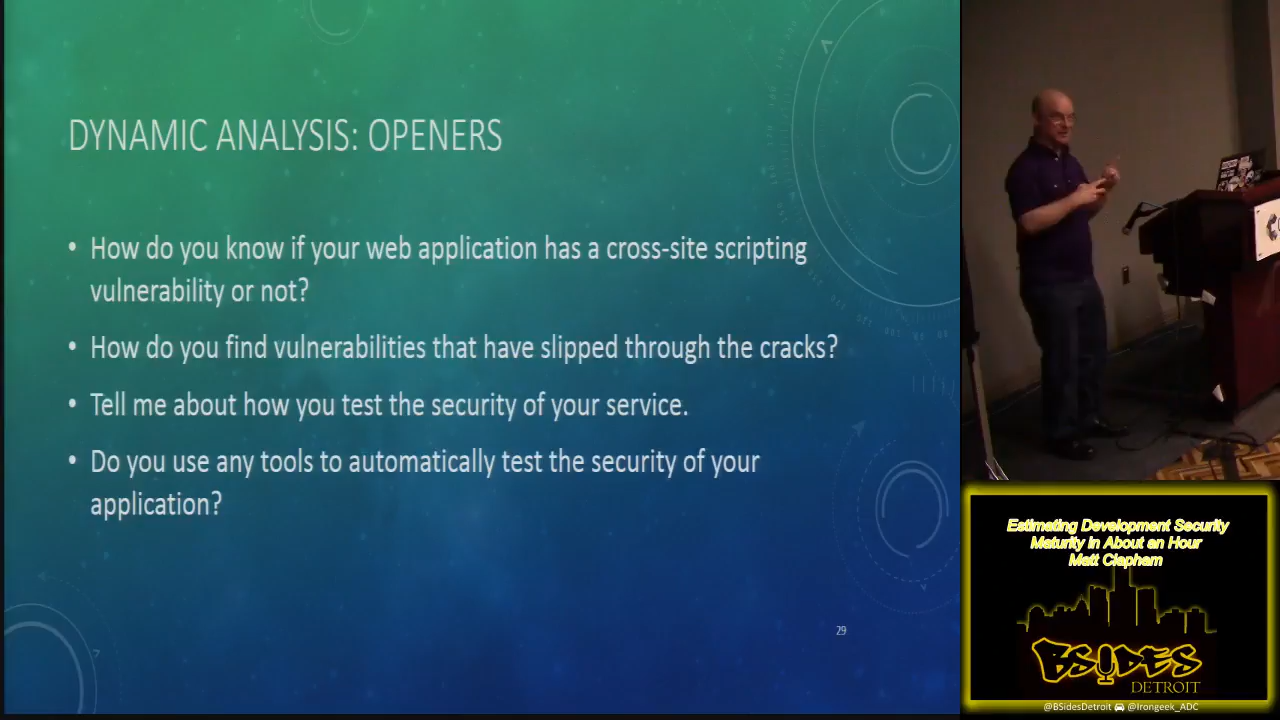 DYNAMIC ANALYSIS: OPENERS
• How do you know if your web application has a cross-site scripting
vulnerability or not?
• How do you find vulnerabilities that have slipped through the cracks?
• Tell me about how you test the security of your service.
• Do you use any tools to automatically test the security of your
application?
29
Estimating Development Security
Maturity in About an Hour
Matt Clapham
BSIDES
DETROIT
@BSidesDetroit @Irongeek_ADC